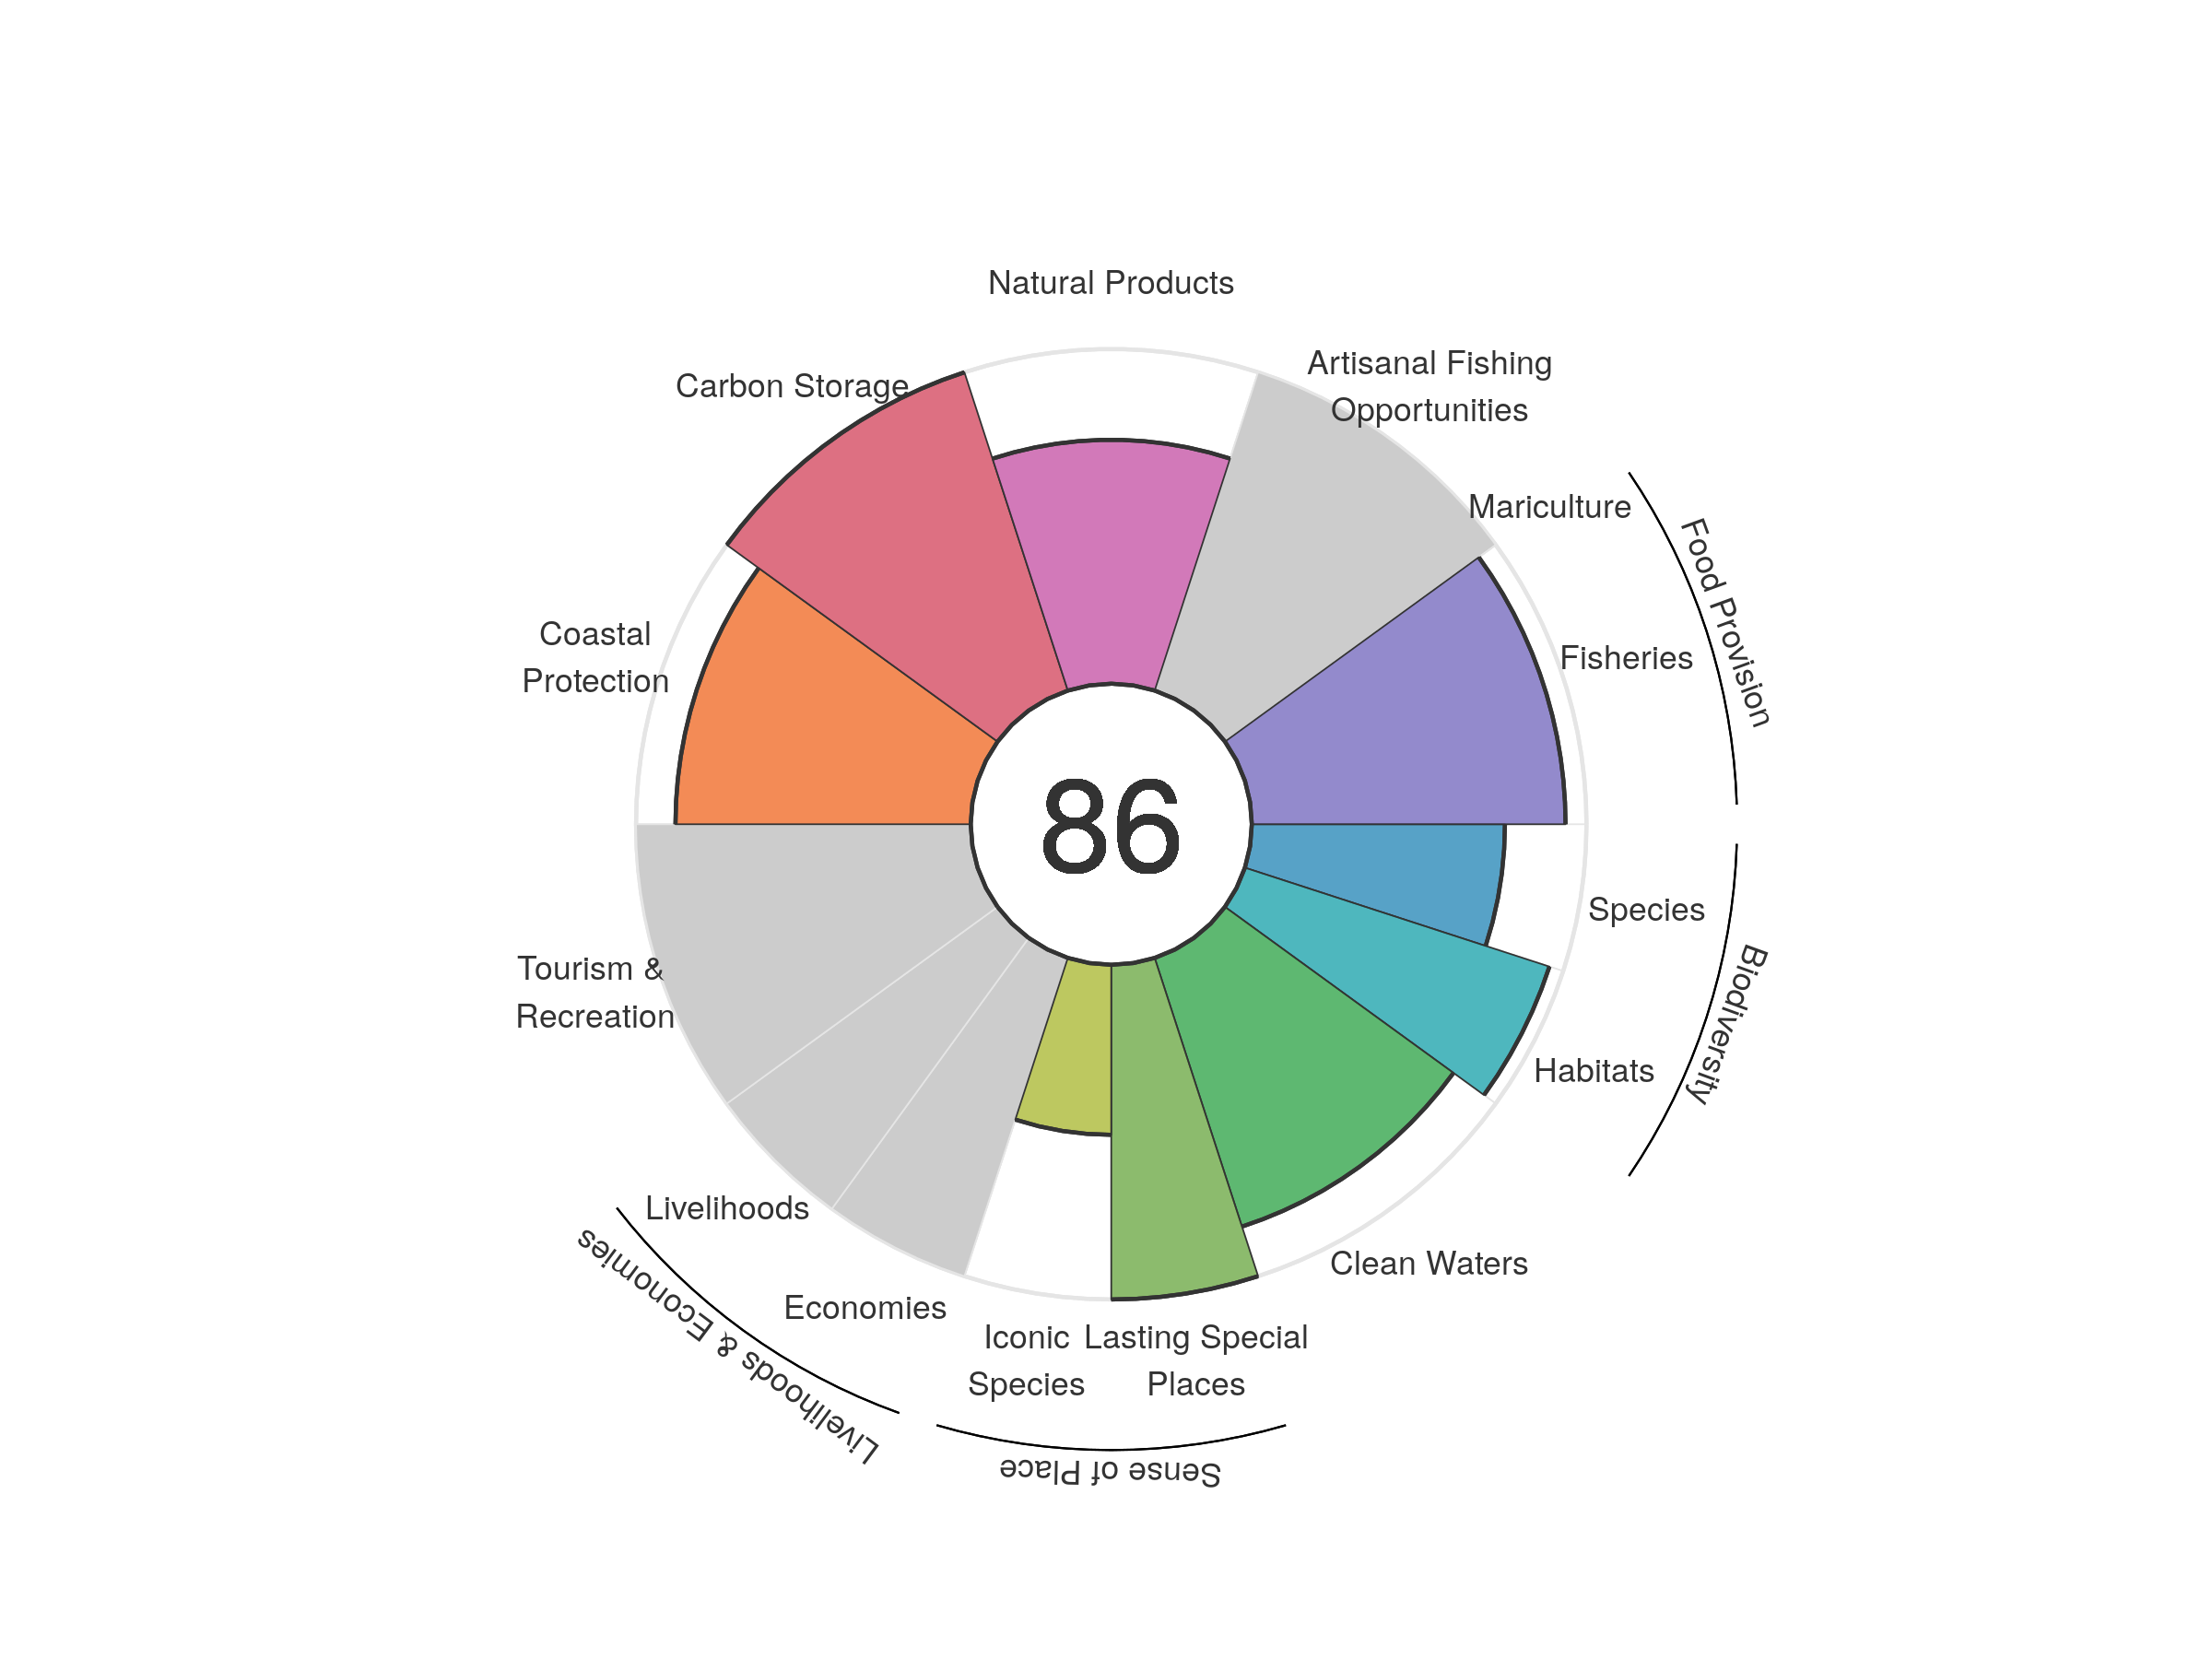 Natural Products
Artisanal Fishing
Opportunities
Carbon Storage
Mariculture
Food Provision
Fisheries
Coastal
Protection
86
Species
Biodiversity
Habitats
Tourism &
Recreation
Livelihoods
Livelihoods & Economies
Economies
Clean Waters
Iconic
Species
Lasting Special
Places
Sense of Place